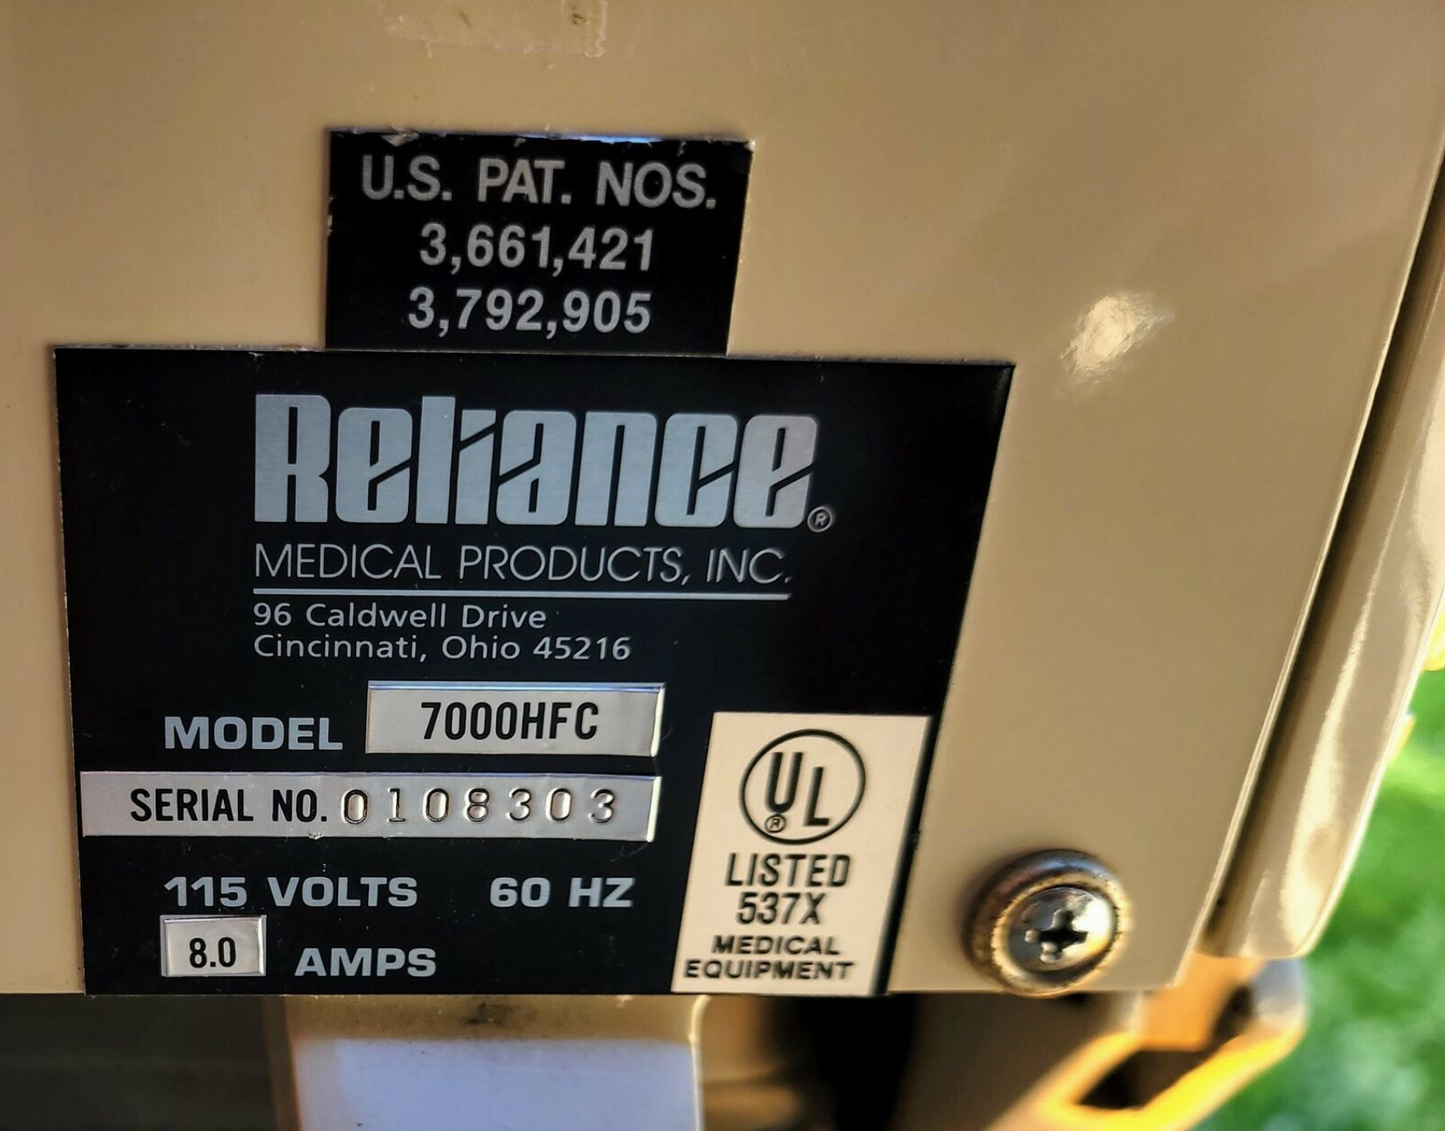 U.S. PAT. NOS.
3,661,421
3,792,905
Reliance®
MEDICAL PRODUCTS, INC.
96 Caldwell Drive
Cincinnati, Ohio 45216
MODEL 7000HFC
SERIAL NO. 0108303
115 VOLTS 60 HZ
8.0 AMPS
UL®
LISTED
537X
MEDICAL
EQUIPMENT